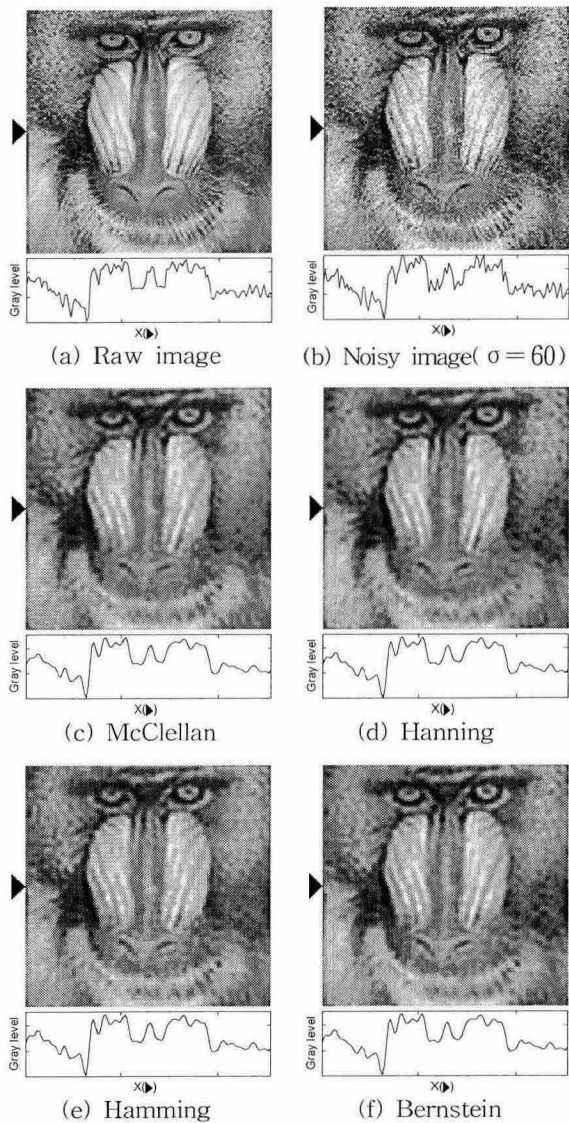 Gray level
Gray level
X(▶)
X(▶)
(a) Raw image
(b) Noisy image( σ = 60)
Gray level
Gray level
X(▶)
X(▶)
(c) McClellan
(d) Hanning
Gray level
Gray level
X(▶)
X(▶)
(e) Hamming
(f) Bernstein